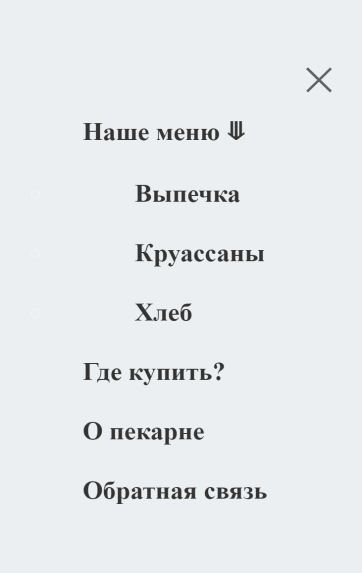 Наше меню ⤋
Выпечка
Круассаны
Хлеб
Где купить?
О пекарне
Обратная связь